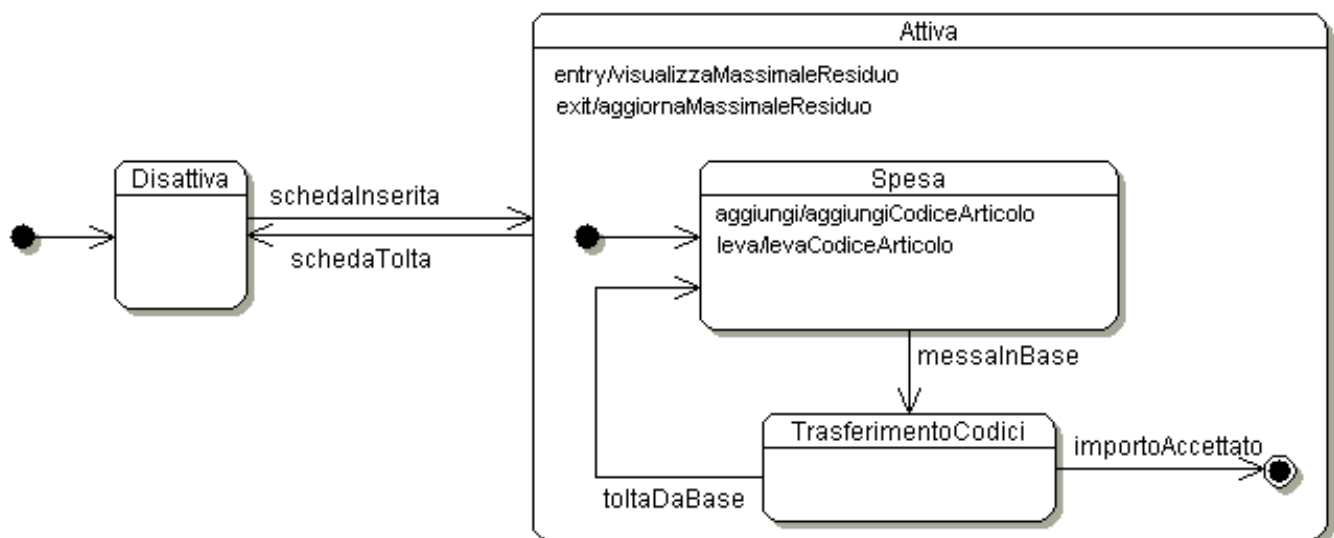 Attiva
entry/visualizzaMassimaleResiduo
exit/aggiornaMassimaleResiduo
Disattiva
schedaInserita
schedaTolta
Spesa
aggiungi/aggiungiCodiceArticolo
leva/levaCodiceArticolo
messaInBase
TrasferimentoCodici
importoAccettato
toltaDaBase